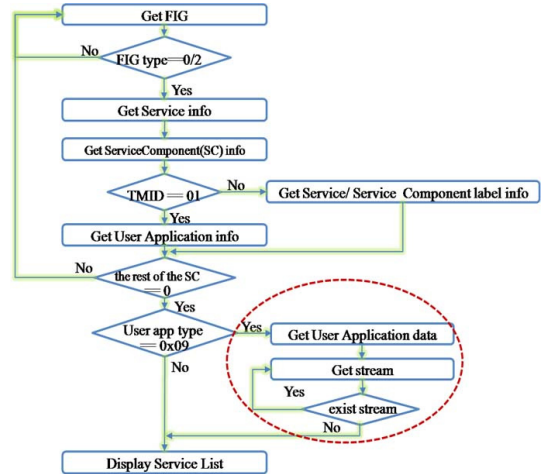 Get FIG
No
FIG type==0/2
Yes
Get Service info
Get ServiceComponent(SC) info
TMID == 01
No
Get Service/ Service Component label info
Yes
Get User Application info
No
the rest of the SC
== 0
Yes
User app type
== 0x09
Yes
Get User Application data
Get stream
No
Yes
exist stream
No
Display Service List